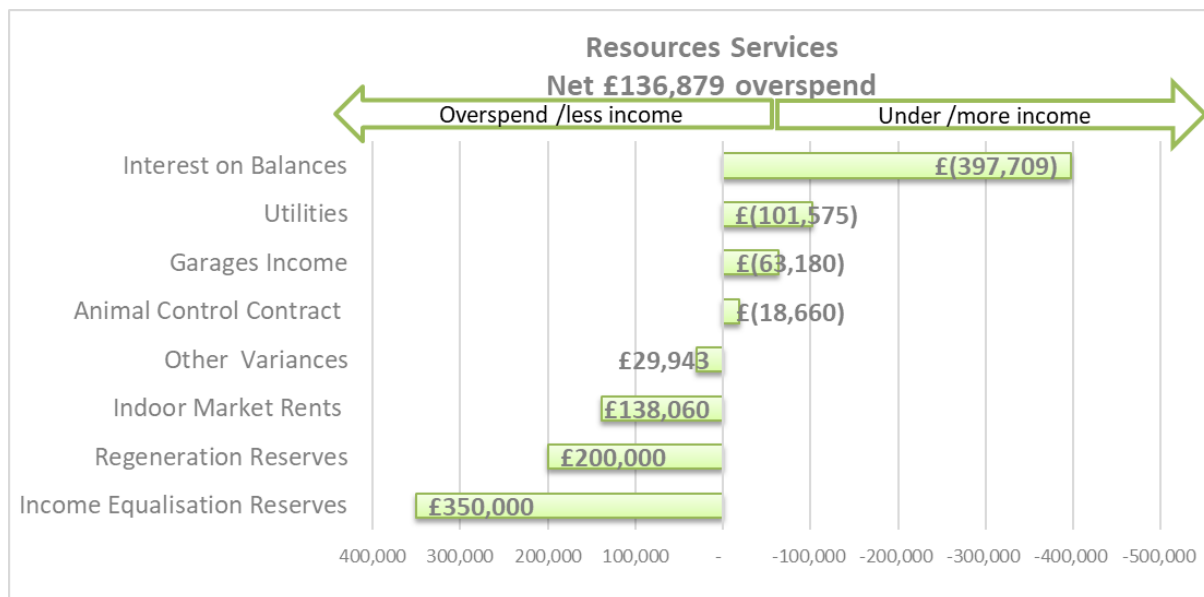 Resources Services
Net £136,879 overspend
Overspend /less income
Under /more income
Interest on Balances
£(397,709)
Utilities
£(101,575)
Garages Income
£(63,180)
Animal Control Contract
£(18,660)
Other Variances
£29,943
Indoor Market Rents
£138,060
Regeneration Reserves
£200,000
Income Equalisation Reserves
£350,000
400,000 300,000 200,000 100,000 - -100,000 -200,000 -300,000 -400,000 -500,000